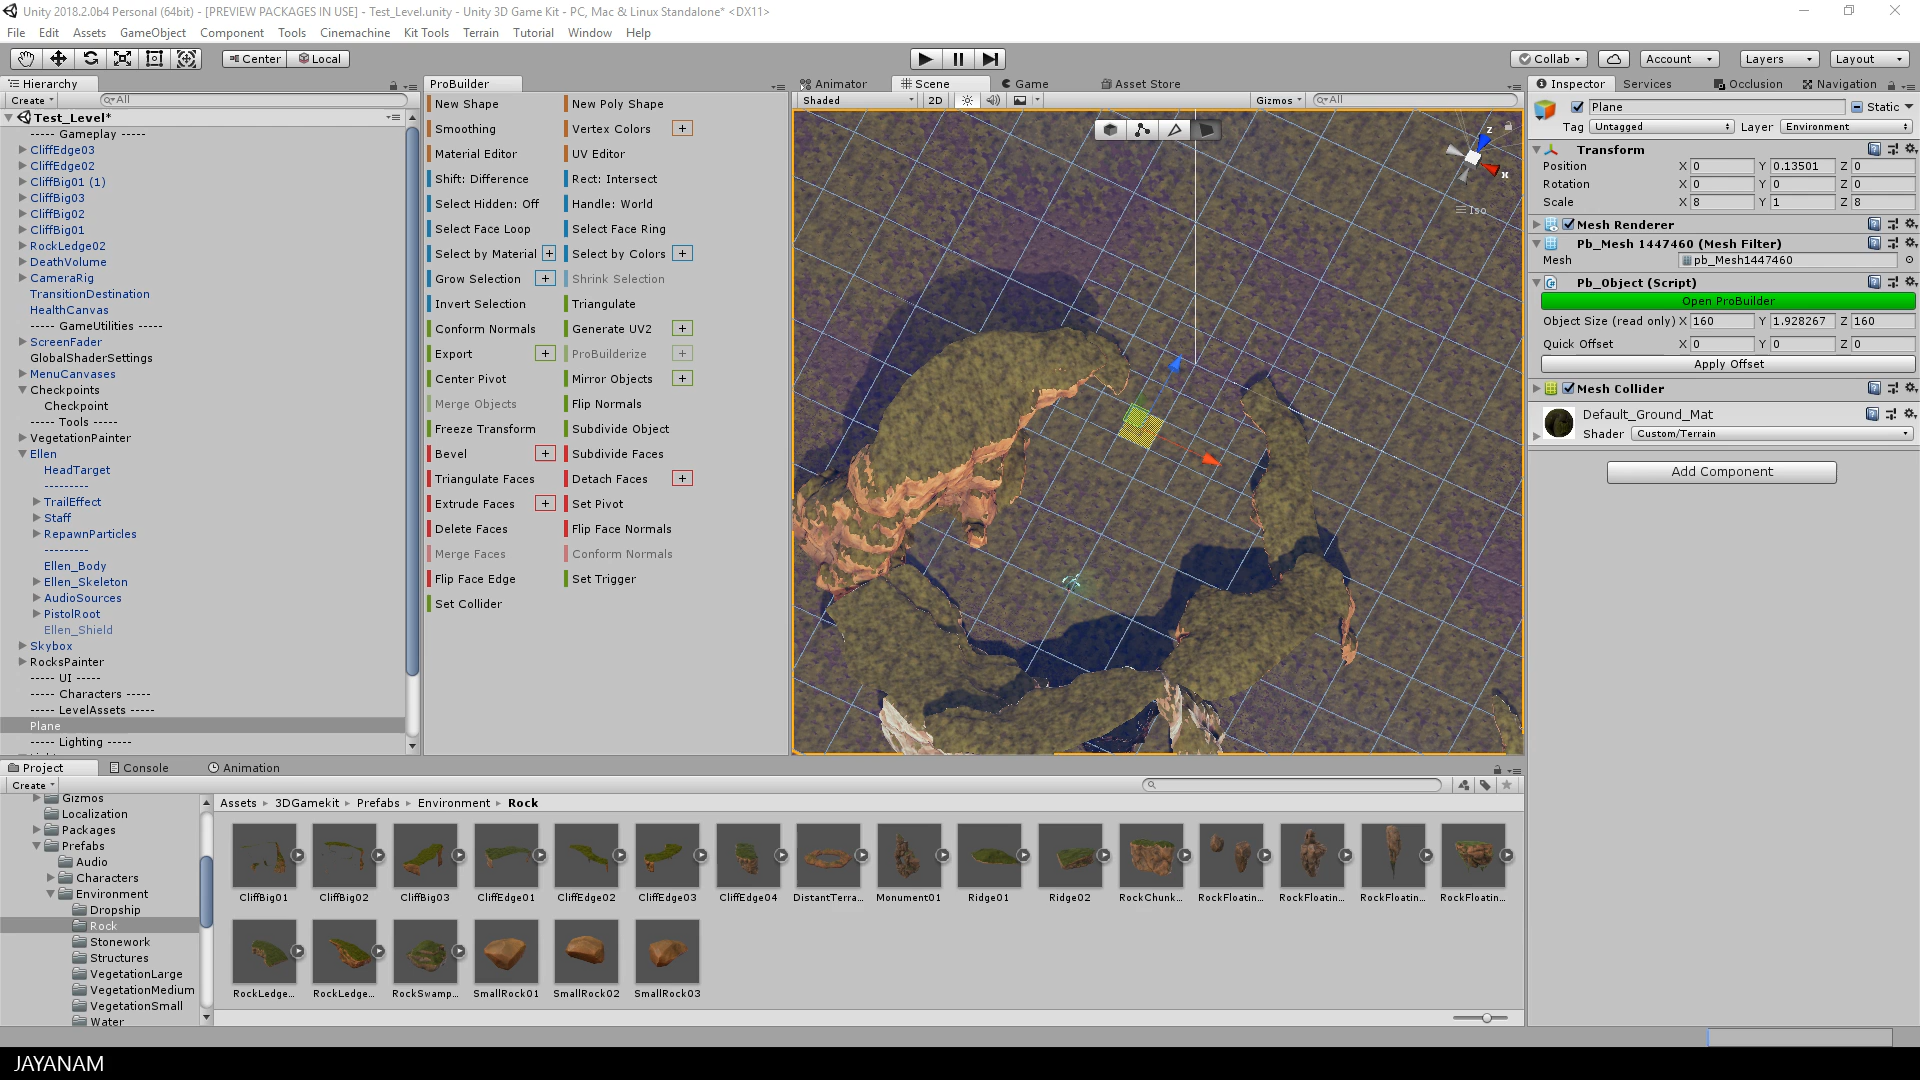 Unity 2018.2.0b4 Personal (64bit) - [PREVIEW PACKAGES IN USE] - Test_Level.unity - Unity 3D Game Kit - PC, Mac & Linux Standalone* <DX11>
File Edit Assets GameObject Component Tools Cinemachine Kit Tools Terrain Tutorial Window Help
Center Local Collab Account Layers Layout
Hierarchy
Create All
Test_Level*
----- Gameplay -----
CliffEdge03
CliffEdge02
CliffBig01 (1)
CliffBig03
CliffBig02
CliffBig01
RockLedge02
DeathVolume
CameraRig
TransitionDestination
HealthCanvas
----- GameUtilities -----
ScreenFader
GlobalShaderSettings
MenuCanvases
Checkpoints
Checkpoint
----- Tools -----
VegetationPainter
Ellen
HeadTarget
---------
TrailEffect
Staff
RepawnParticles
---------
Ellen_Body
Ellen_Skeleton
AudioSources
PistolRoot
Ellen_Shield
Skybox
RocksPainter
----- UI -----
----- Characters -----
----- LevelAssets -----
Plane
----- Lighting -----
ProBuilder
New Shape New Poly Shape
Smoothing Vertex Colors +
Material Editor UV Editor
Shift: Difference Rect: Intersect
Select Hidden: Off Handle: World
Select Face Loop Select Face Ring
Select by Material + Select by Colors +
Grow Selection + Shrink Selection
Invert Selection Triangulate
Conform Normals Generate UV2 +
Export + ProBuilderize +
Center Pivot Mirror Objects +
Merge Objects Flip Normals
Freeze Transform Subdivide Object
Bevel + Subdivide Faces
Triangulate Faces Detach Faces +
Extrude Faces + Set Pivot
Delete Faces Flip Face Normals
Merge Faces Conform Normals
Flip Face Edge Set Trigger
Set Collider
Animator Scene Game Asset Store
Shaded 2D Gizmos All
z
x
Iso
Inspector Services Occlusion Navigation
Plane Static
Tag Untagged Layer Environment
Transform
Position X 0 Y 0.13501 Z 0
Rotation X 0 Y 0 Z 0
Scale X 8 Y 1 Z 8
Mesh Renderer
Pb_Mesh 1447460 (Mesh Filter)
Mesh pb_Mesh1447460
Pb_Object (Script)
Open ProBuilder
Object Size (read only) X 160 Y 1.928267 Z 160
Quick Offset X 0 Y 0 Z 0
Apply Offset
Mesh Collider
Default_Ground_Mat
Shader Custom/Terrain
Add Component
Project Console Animation
Create
Gizmos
Localization
Packages
Prefabs
Audio
Characters
Environment
Dropship
Rock
Stonework
Structures
VegetationLarge
VegetationMedium
VegetationSmall
Water
Assets 3DGamekit Prefabs Environment Rock
CliffBig01 CliffBig02 CliffBig03 CliffEdge01 CliffEdge02 CliffEdge03 CliffEdge04 DistantTerra... Monument01 Ridge01 Ridge02 RockChunk... RockFloatin... RockFloatin... RockFloatin... RockFloatin...
RockLedge... RockLedge... RockSwamp... SmallRock01 SmallRock02 SmallRock03
JAYANAM